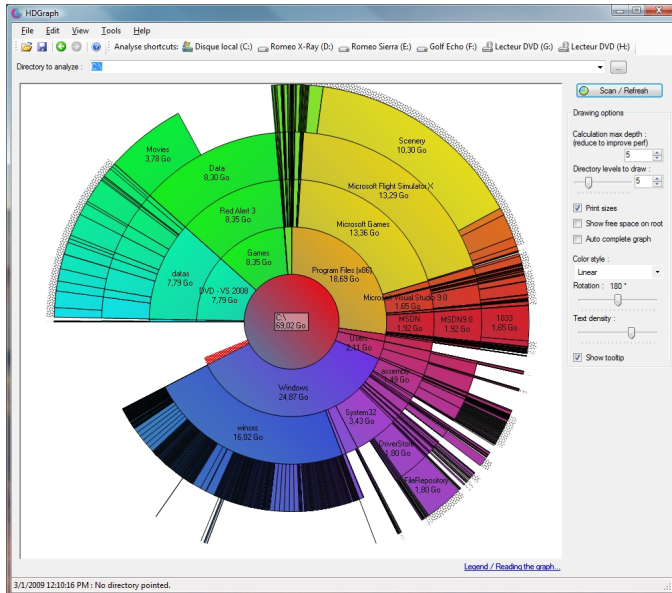 HDGraph
File Edit View Tools Help
Analyse shortcuts: Disque local (C:) Romeo X-Ray (D:) Romeo Sierra (E:) Golf Echo (F:) Lecteur DVD (G:) Lecteur DVD (H:)
Directory to analyze : C:\ ...
Scan / Refresh
Drawing options
Calculation max depth :
(reduce to improve perf)
5
Directory levels to draw :
5
Print sizes
Show free space on root
Auto complete graph
Color style :
Linear
Rotation : 180 °
Text density :
Show tooltip
Movies
3,78 Go
Data
8,30 Go
Red Alert 3
8,35 Go
Games
8,35 Go
datas
7,79 Go
DVD - VS 2008
7,79 Go
Scenery
10,30 Go
Microsoft Flight Simulator X
13,29 Go
Microsoft Games
13,36 Go
Program Files (x86)
18,69 Go
Microsoft Visual Studio 9.0
1,65 Go
MSDN
1,92 Go
MSDN9.0
1,92 Go
1033
1,65 Go
C:\
69,02 Go
Users
2,11 Go
assembly
1,49 Go
Windows
24,87 Go
System32
3,43 Go
winsxs
16,02 Go
DriverStore
1,80 Go
FileRepository
1,80 Go
Legend / Reading the graph...
3/1/2009 12:10:16 PM : No directory pointed.